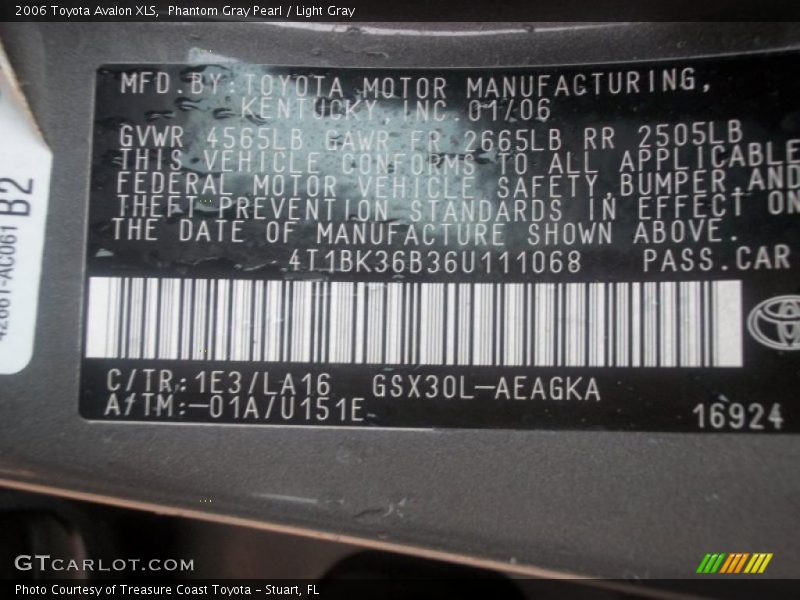 2006 Toyota Avalon XLS, Phantom Gray Pearl / Light Gray
MFD.BY:TOYOTA MOTOR MANUFACTURING,
KENTUCKY,INC.01/06
GVWR 4565LB GAWR FR 2665LB RR 2505LB
THIS VEHICLE CONFORMS TO ALL APPLICABLE
FEDERAL MOTOR VEHICLE SAFETY,BUMPER,AND
THEFT PREVENTION STANDARDS IN EFFECT ON
THE DATE OF MANUFACTURE SHOWN ABOVE.
4T1BK36B36U111068 PASS.CAR
C/TR:1E3/LA16 GSX30L-AEAGKA
A/TM:-01A/U151E
16924
42661-AC061 B2
GTCARLOT.COM
Photo Courtesy of Treasure Coast Toyota - Stuart, FL